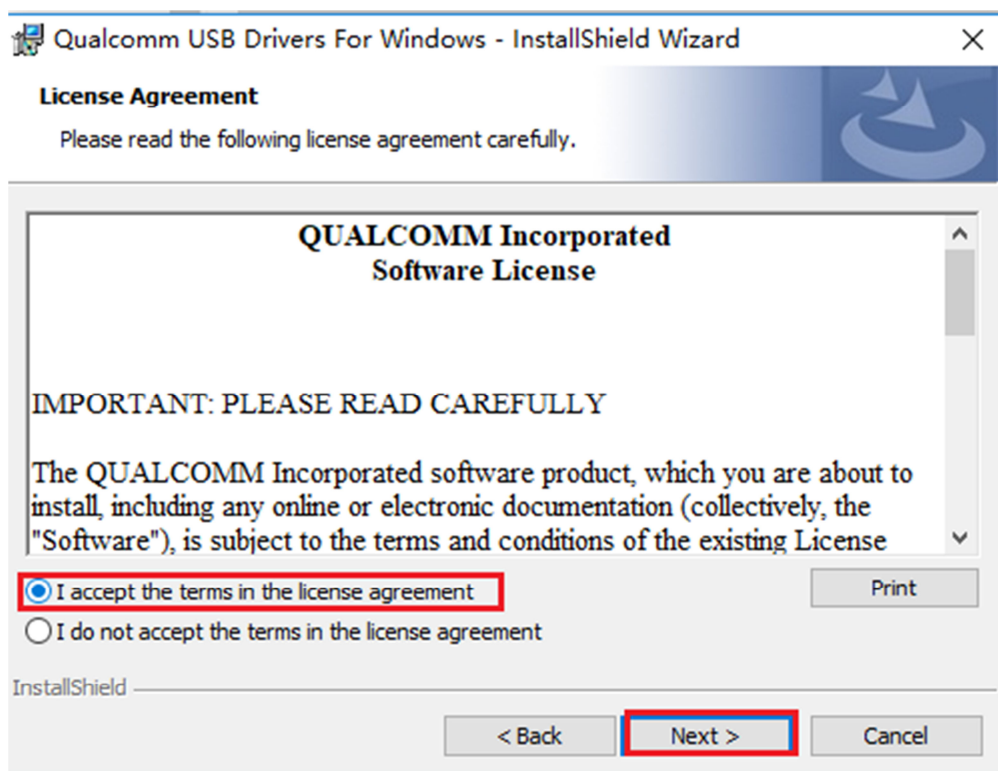 Qualcomm USB Drivers For Windows - InstallShield Wizard
License Agreement
Please read the following license agreement carefully.
QUALCOMM Incorporated
Software License
IMPORTANT: PLEASE READ CAREFULLY
The QUALCOMM Incorporated software product, which you are about to
install, including any online or electronic documentation (collectively, the
"Software"), is subject to the terms and conditions of the existing License
I accept the terms in the license agreement
Print
I do not accept the terms in the license agreement
InstallShield
< Back
Next >
Cancel